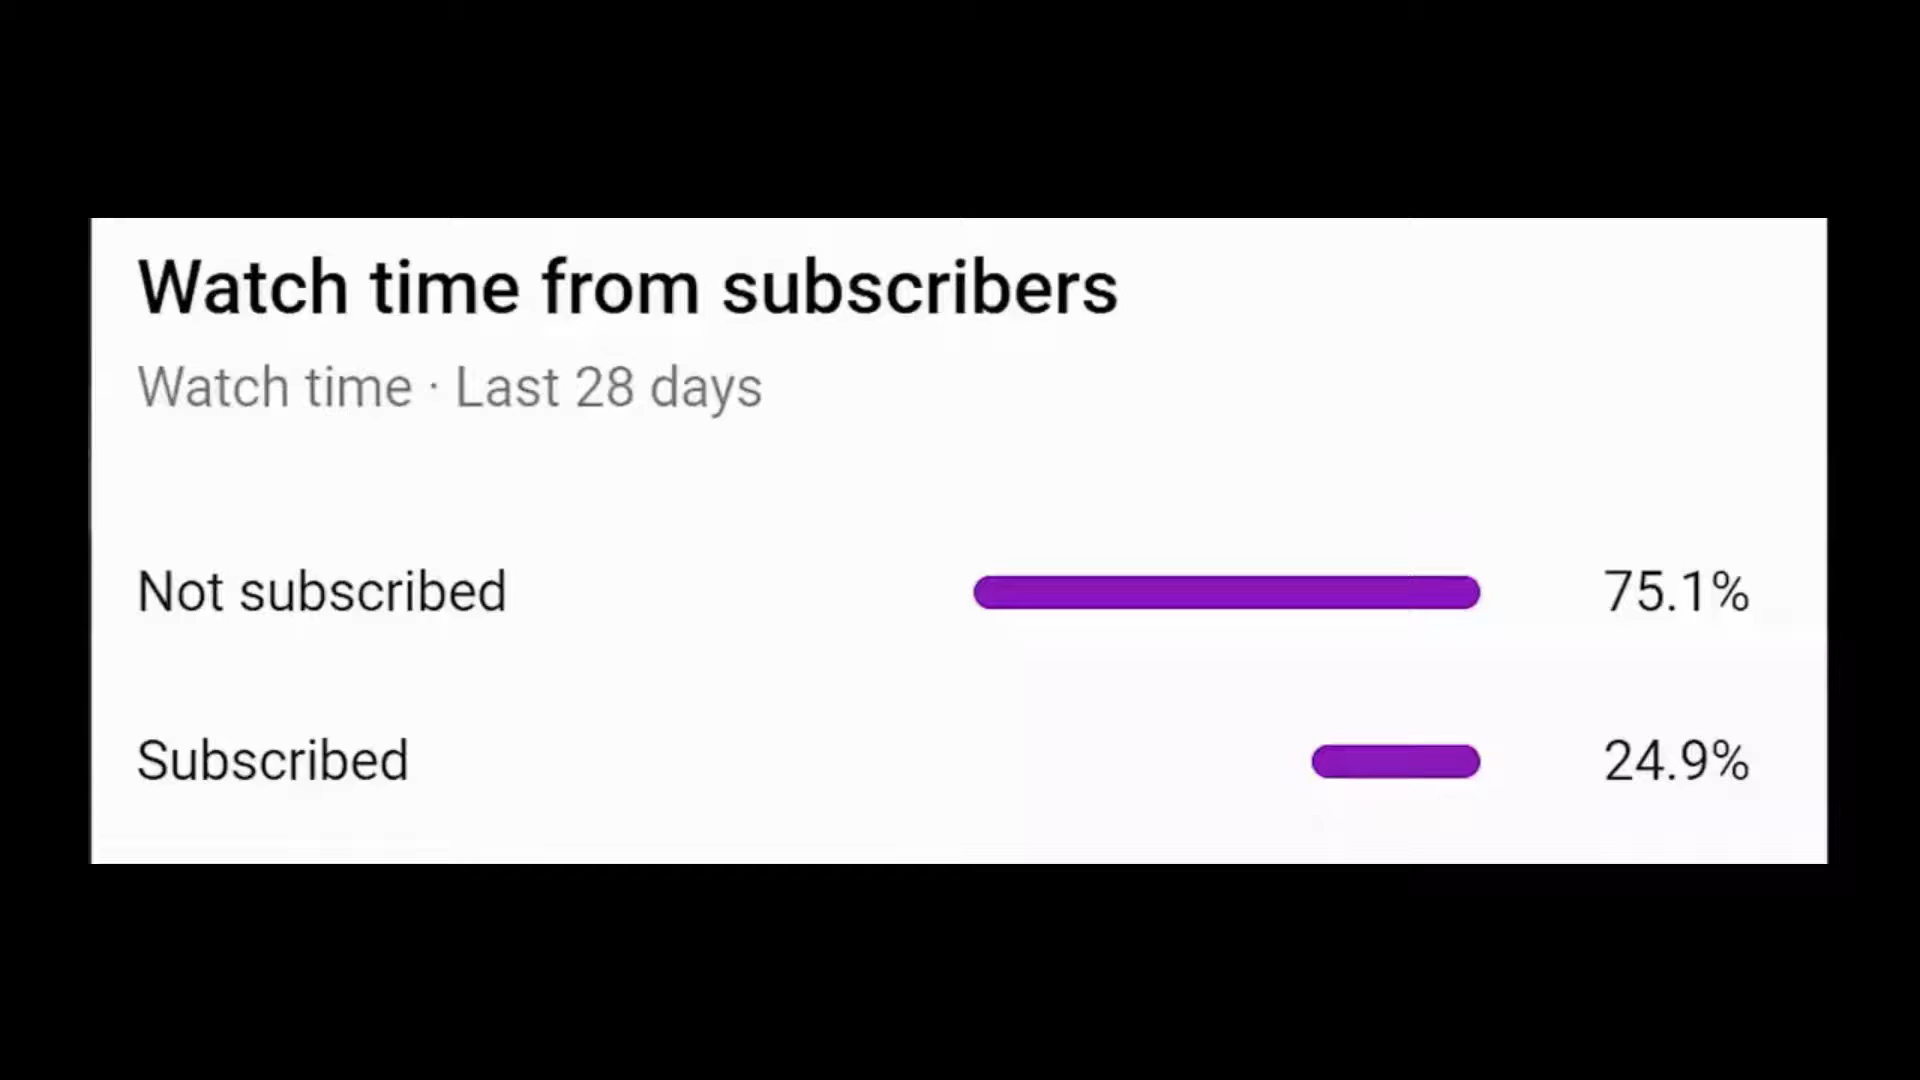 Watch time from subscribers
Watch time · Last 28 days
Not subscribed 75.1%
Subscribed 24.9%